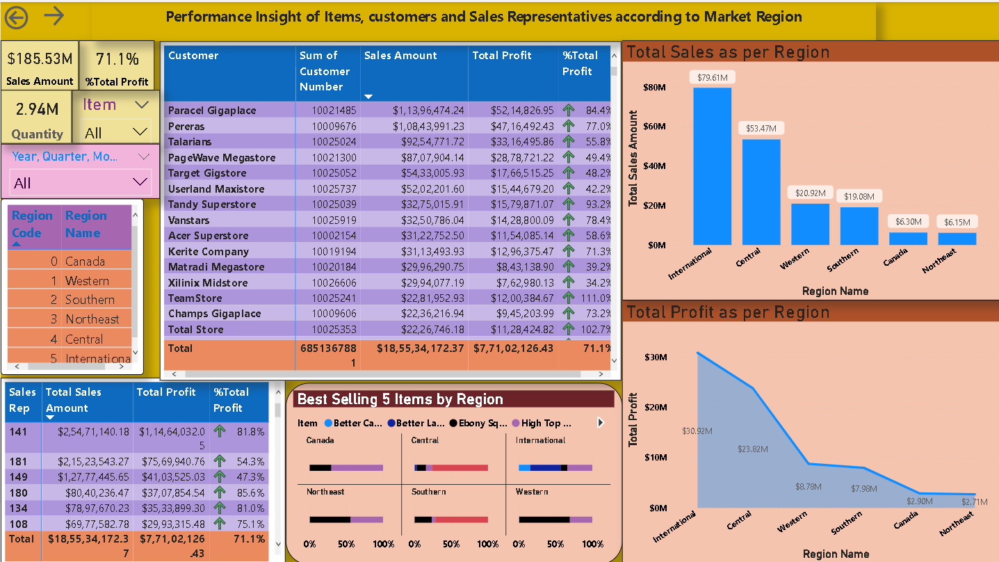 Performance Insight of Items, customers and Sales Representatives according to Market Region
$185.53M
Sales Amount
71.1%
%Total Profit
2.94M
Quantity
Item
All
Year, Quarter, Mo...
All
Region Code Region Name
0 Canada
1 Western
2 Southern
3 Northeast
4 Central
5 Internationa
Customer Sum of Customer Number Sales Amount Total Profit %Total Profit
Paracel Gigaplace 10021485 $1,13,96,474.24 $52,14,826.95 84.4%
Pereras 10009676 $1,08,43,991.23 $47,16,492.43 77.0%
Talarians 10025024 $92,54,771.72 $33,16,495.86 55.8%
PageWave Megastore 10021300 $87,07,904.14 $28,78,721.22 49.4%
Target Gigstore 10025052 $54,33,005.93 $17,66,515.25 48.2%
Userland Maxistore 10025737 $52,02,201.60 $15,44,679.20 42.2%
Tandy Superstore 10025039 $32,75,015.91 $15,79,871.07 93.2%
Vanstars 10025919 $32,50,786.04 $14,28,800.09 78.4%
Acer Superstore 10002154 $31,22,752.50 $11,54,085.14 58.6%
Kerite Company 10019194 $31,13,493.93 $12,96,375.47 71.3%
Matradi Megastore 10020184 $29,96,290.75 $8,43,138.90 39.2%
Xilinix Midstore 10026606 $29,94,077.19 $7,62,980.13 34.2%
TeamStore 10025241 $22,81,952.93 $12,00,384.67 111.0%
Champs Gigaplace 10009606 $22,36,216.94 $9,45,203.99 73.2%
Total Store 10025353 $22,26,746.18 $11,28,424.82 102.7%
Total 6851367881 $18,55,34,172.37 $7,71,02,126.43 71.1%
Sales Rep Total Sales Amount Total Profit %Total Profit
141 $2,54,71,140.18 $1,14,64,032.05 81.8%
181 $2,15,23,543.27 $75,69,940.76 54.3%
149 $1,27,77,445.65 $41,03,525.03 47.3%
180 $80,40,236.47 $37,07,854.54 85.6%
134 $78,97,670.23 $35,33,899.30 81.0%
108 $69,77,582.78 $29,93,315.48 75.1%
Total $18,55,34,172.37 $7,71,02,126.43 71.1%
Best Selling 5 Items by Region
Item Better Ca... Better La... Ebony Sq... High Top ...
Canada Central International
Northeast Southern Western
0% 50% 100% 0% 50% 100% 0% 50% 100%
Total Sales as per Region
Total Sales Amount
$80M
$60M
$40M
$20M
$0M
$79.61M
$53.47M
$20.92M
$19.08M
$6.30M
$6.15M
International Central Western Southern Canada Northeast
Region Name
Total Profit as per Region
Total Profit
$30M
$20M
$10M
$0M
$30.92M
$23.82M
$8.78M
$7.98M
$2.90M
$2.71M
International Central Western Southern Canada Northeast
Region Name